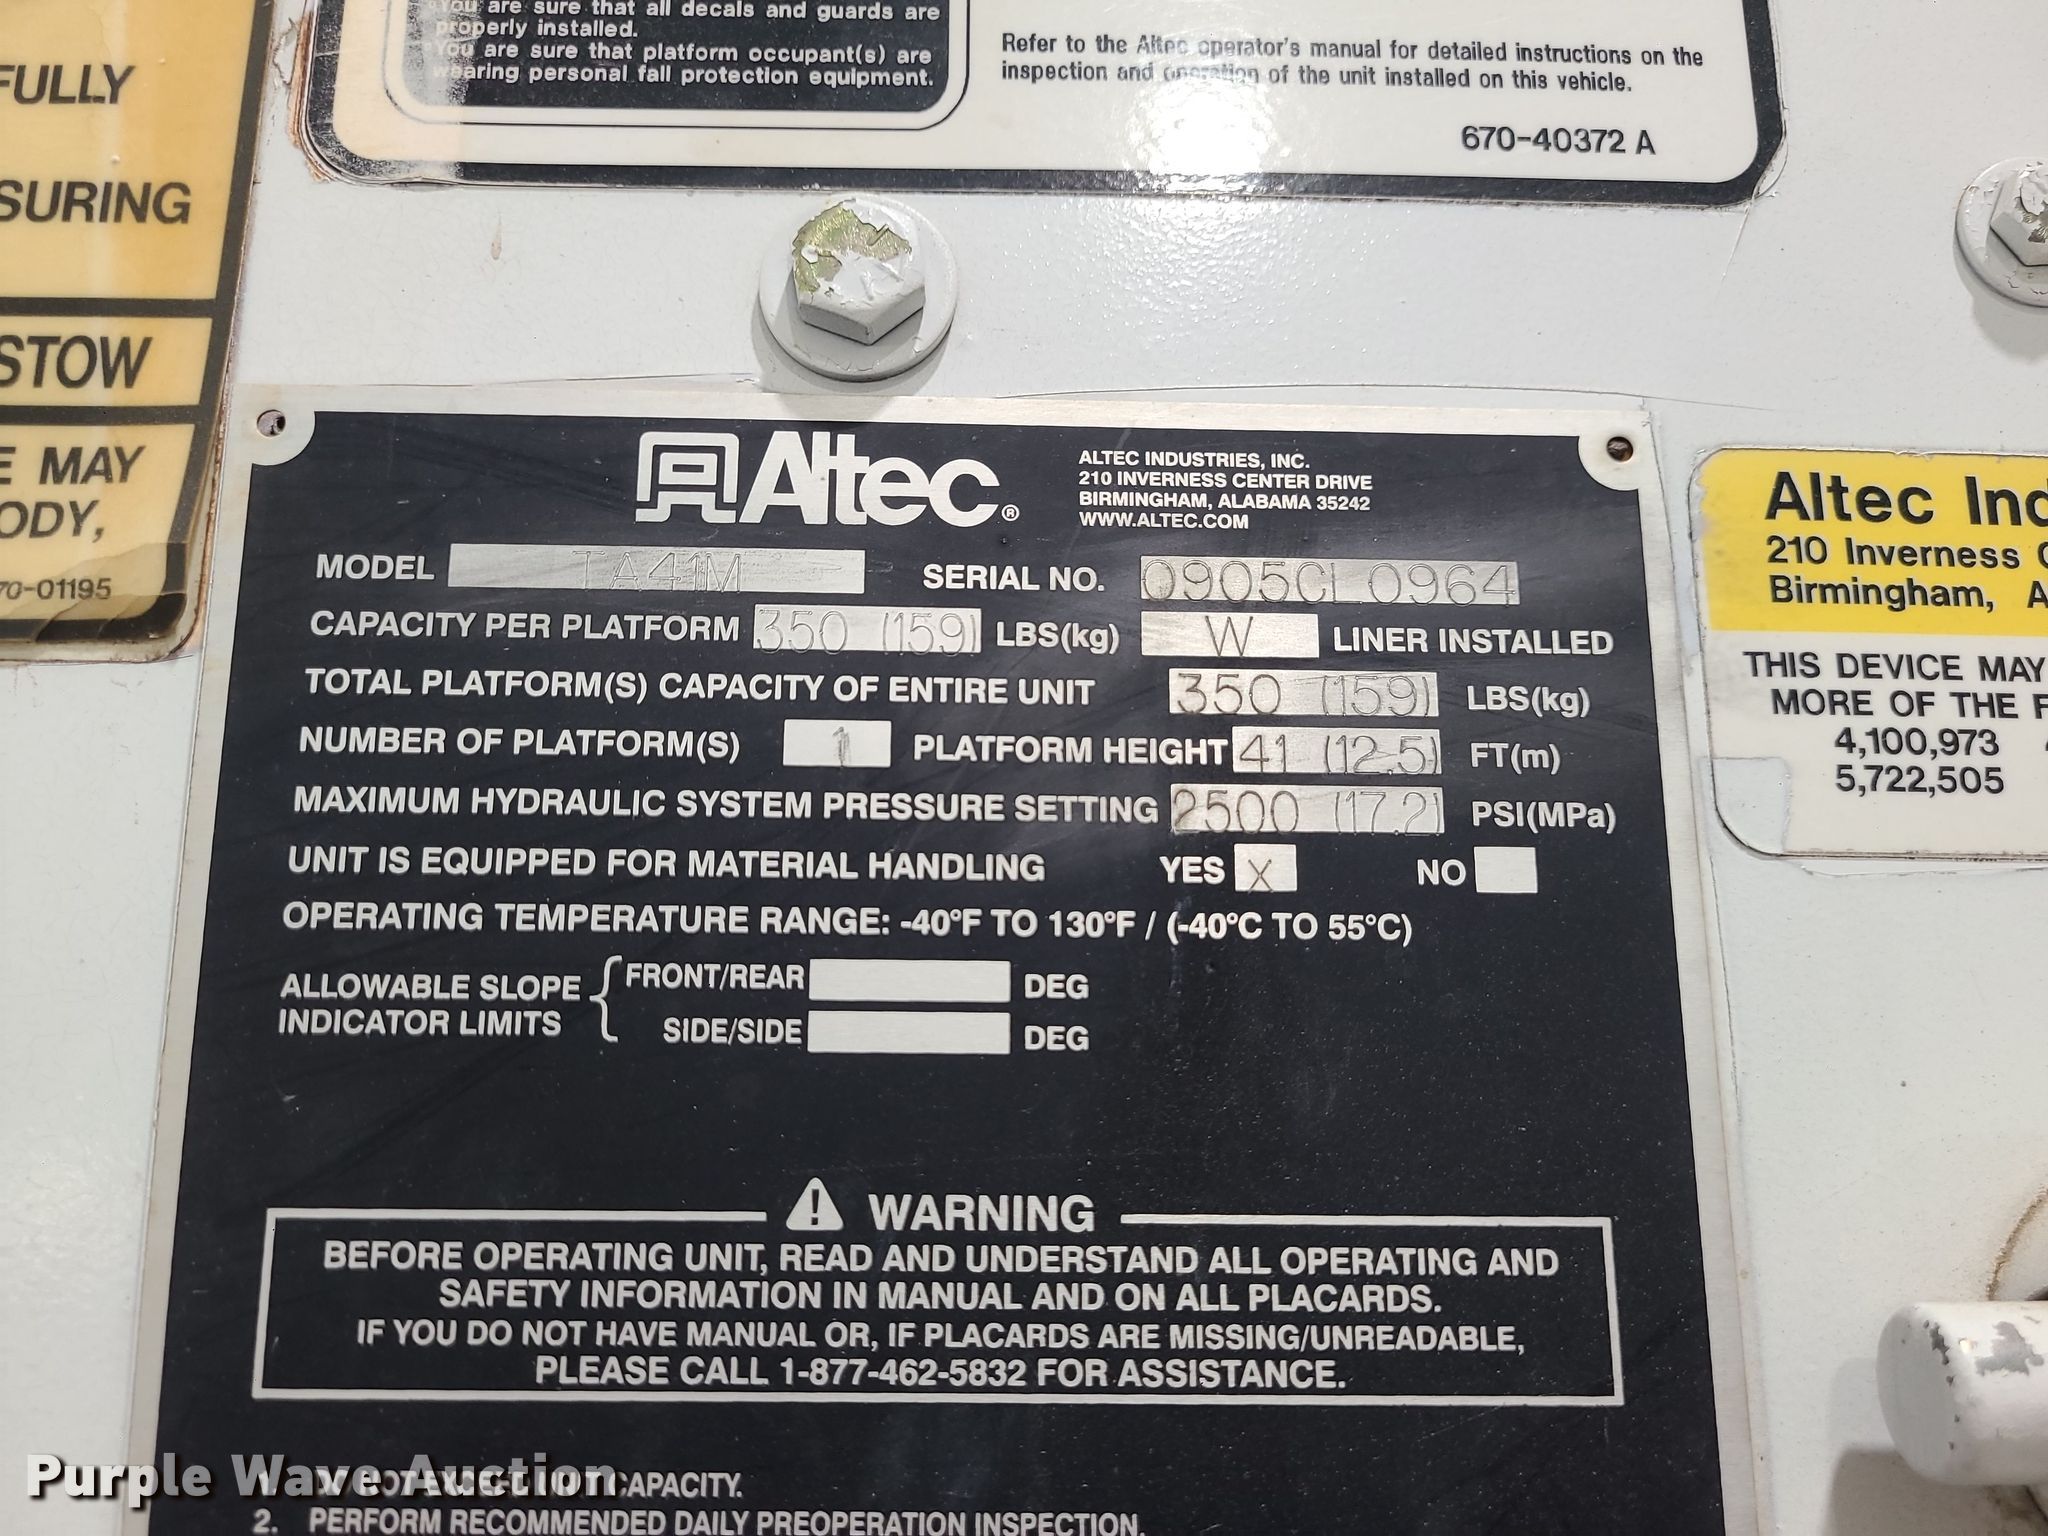 You are sure that all decals and guards are
properly installed.
You are sure that platform occupant(s) are
wearing personal fall protection equipment.
Refer to the Altec operator's manual for detailed instructions on the
inspection and operation of the unit installed on this vehicle.
670-40372 A
FULLY
SURING
STOW
E MAY
ODY,
70-01195
Altec®
ALTEC INDUSTRIES, INC.
210 INVERNESS CENTER DRIVE
BIRMINGHAM, ALABAMA 35242
WWW.ALTEC.COM
MODEL TA41M SERIAL NO. 0905CL0964
CAPACITY PER PLATFORM 350 (159) LBS(kg) W LINER INSTALLED
TOTAL PLATFORM(S) CAPACITY OF ENTIRE UNIT 350 (159) LBS(kg)
NUMBER OF PLATFORM(S) 1 PLATFORM HEIGHT 41 (12.5) FT(m)
MAXIMUM HYDRAULIC SYSTEM PRESSURE SETTING 2500 (17.2) PSI(MPa)
UNIT IS EQUIPPED FOR MATERIAL HANDLING YES X NO
OPERATING TEMPERATURE RANGE: -40°F TO 130°F / (-40°C TO 55°C)
ALLOWABLE SLOPE
INDICATOR LIMITS
FRONT/REAR DEG
SIDE/SIDE DEG
WARNING
BEFORE OPERATING UNIT, READ AND UNDERSTAND ALL OPERATING AND
SAFETY INFORMATION IN MANUAL AND ON ALL PLACARDS.
IF YOU DO NOT HAVE MANUAL OR, IF PLACARDS ARE MISSING/UNREADABLE,
PLEASE CALL 1-877-462-5832 FOR ASSISTANCE.
1. DO NOT EXCEED UNIT CAPACITY.
2. PERFORM RECOMMENDED DAILY PREOPERATION INSPECTION.
Altec Ind
210 Inverness C
Birmingham, A
THIS DEVICE MAY
MORE OF THE F
4,100,973
5,722,505
Purple Wave Auction